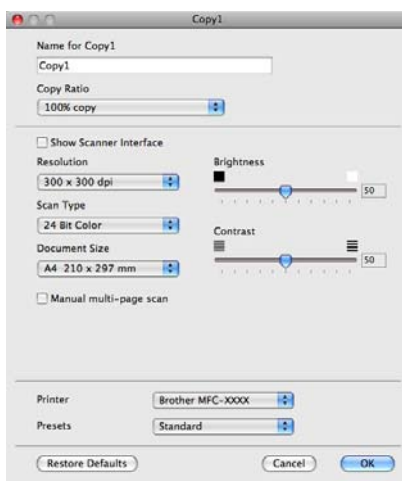 Copy1
Name for Copy1
Copy1
Copy Ratio
100% copy
Show Scanner Interface
Resolution
300 x 300 dpi
Scan Type
24 Bit Color
Document Size
A4 210 x 297 mm
Manual multi-page scan
Brightness
50
Contrast
50
Printer
Brother MFC-XXXX
Presets
Standard
Restore Defaults
Cancel
OK